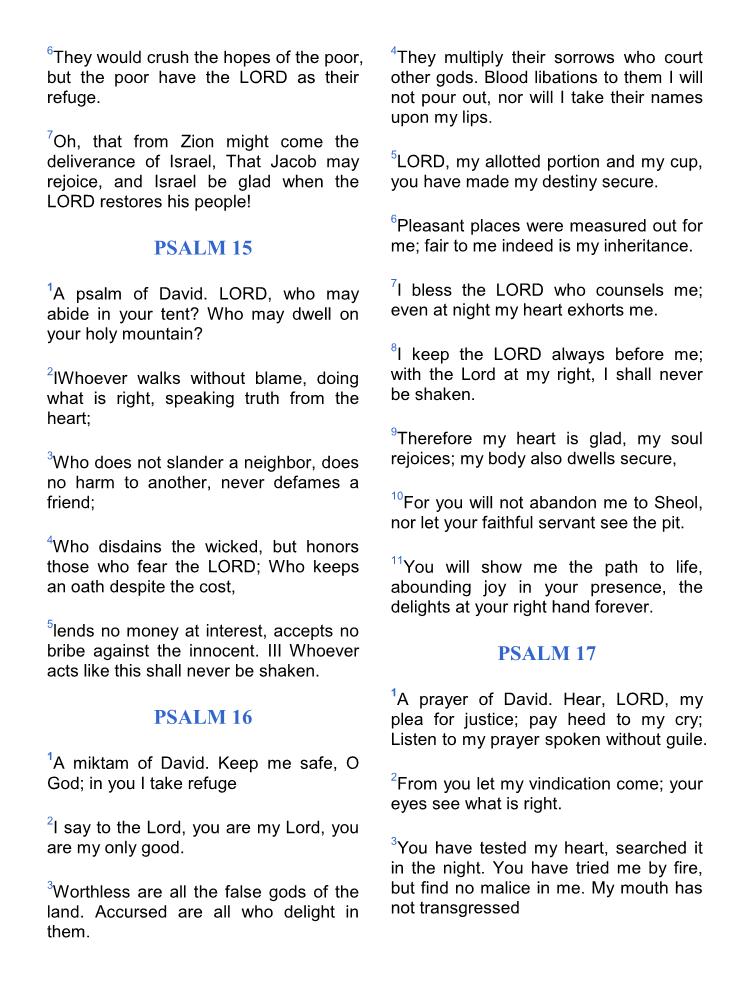 6They would crush the hopes of the poor,
but the poor have the LORD as their
refuge.
7Oh, that from Zion might come the
deliverance of Israel, That Jacob may
rejoice, and Israel be glad when the
LORD restores his people!
PSALM 15
1A psalm of David. LORD, who may
abide in your tent? Who may dwell on
your holy mountain?
2IWhoever walks without blame, doing
what is right, speaking truth from the
heart;
3Who does not slander a neighbor, does
no harm to another, never defames a
friend;
4Who disdains the wicked, but honors
those who fear the LORD; Who keeps
an oath despite the cost,
5lends no money at interest, accepts no
bribe against the innocent. III Whoever
acts like this shall never be shaken.
PSALM 16
1A miktam of David. Keep me safe, O
God; in you I take refuge
2I say to the Lord, you are my Lord, you
are my only good.
3Worthless are all the false gods of the
land. Accursed are all who delight in
them.
4They multiply their sorrows who court
other gods. Blood libations to them I will
not pour out, nor will I take their names
upon my lips.
5LORD, my allotted portion and my cup,
you have made my destiny secure.
6Pleasant places were measured out for
me; fair to me indeed is my inheritance.
7I bless the LORD who counsels me;
even at night my heart exhorts me.
8I keep the LORD always before me;
with the Lord at my right, I shall never
be shaken.
9Therefore my heart is glad, my soul
rejoices; my body also dwells secure,
10For you will not abandon me to Sheol,
nor let your faithful servant see the pit.
11You will show me the path to life,
abounding joy in your presence, the
delights at your right hand forever.
PSALM 17
1A prayer of David. Hear, LORD, my
plea for justice; pay heed to my cry;
Listen to my prayer spoken without guile.
2From you let my vindication come; your
eyes see what is right.
3You have tested my heart, searched it
in the night. You have tried me by fire,
but find no malice in me. My mouth has
not transgressed